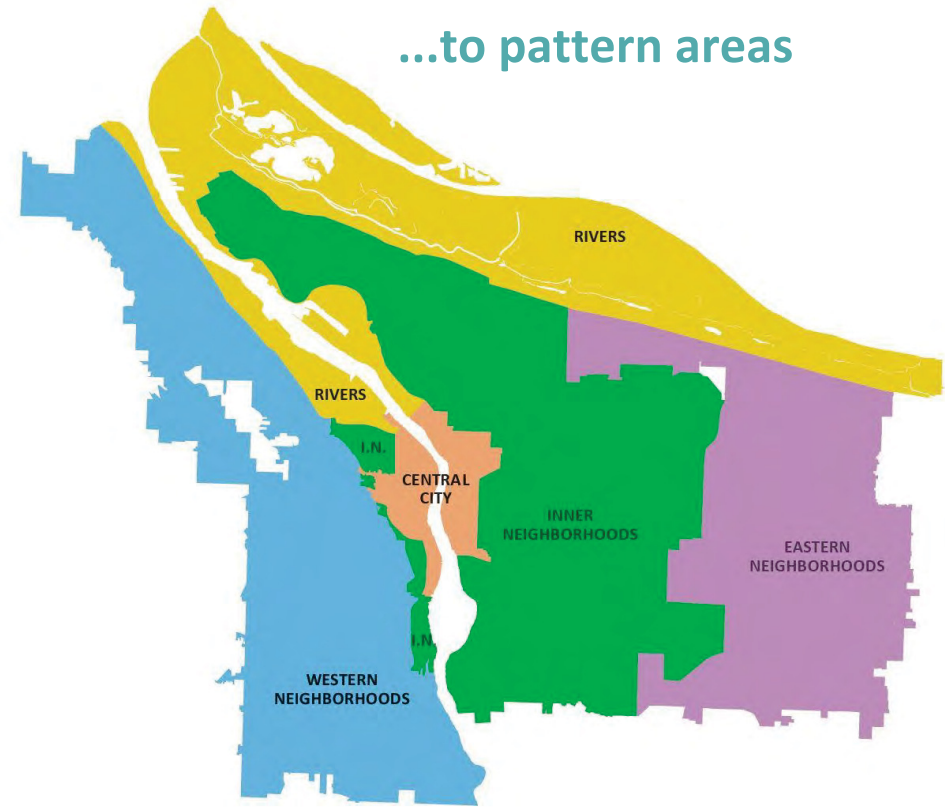 ...to pattern areas
RIVERS
RIVERS
I.N.
CENTRAL
CITY
INNER
NEIGHBORHOODS
EASTERN
NEIGHBORHOODS
I.N.
WESTERN
NEIGHBORHOODS